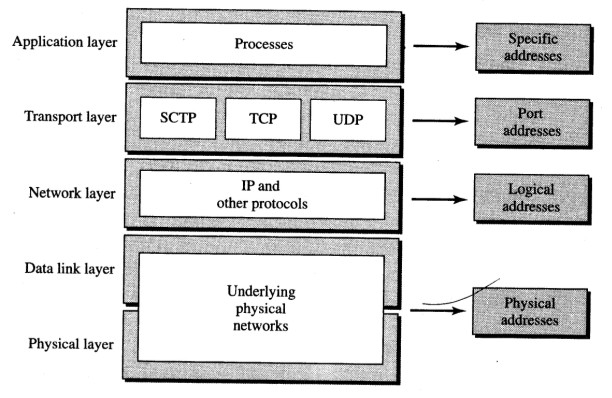 Application layer
Processes
Specific
addresses
Transport layer
SCTP
TCP
UDP
Port
addresses
Network layer
IP and
other protocols
Logical
addresses
Data link layer
Underlying
physical
networks
Physical
addresses
Physical layer